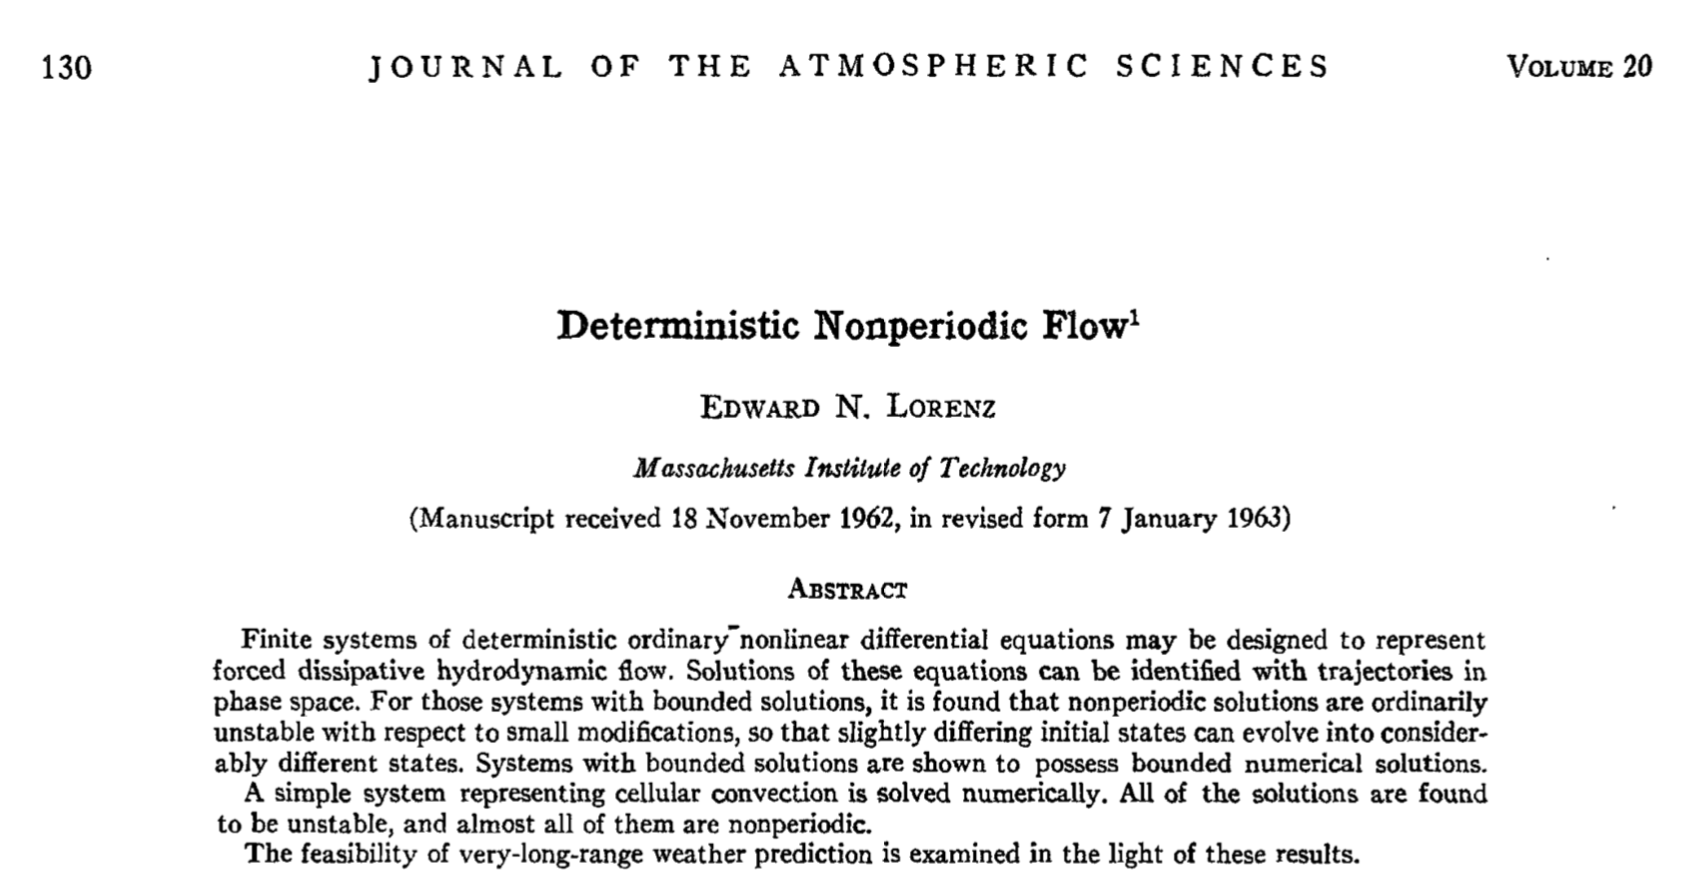 130 JOURNAL OF THE ATMOSPHERIC SCIENCES VOLUME 20
Deterministic Nonperiodic Flow¹
EDWARD N. LORENZ
Massachusetts Institute of Technology
(Manuscript received 18 November 1962, in revised form 7 January 1963)
ABSTRACT
Finite systems of deterministic ordinary nonlinear differential equations may be designed to represent
forced dissipative hydrodynamic flow. Solutions of these equations can be identified with trajectories in
phase space. For those systems with bounded solutions, it is found that nonperiodic solutions are ordinarily
unstable with respect to small modifications, so that slightly differing initial states can evolve into consider-
ably different states. Systems with bounded solutions are shown to possess bounded numerical solutions.
A simple system representing cellular convection is solved numerically. All of the solutions are found
to be unstable, and almost all of them are nonperiodic.
The feasibility of very-long-range weather prediction is examined in the light of these results.